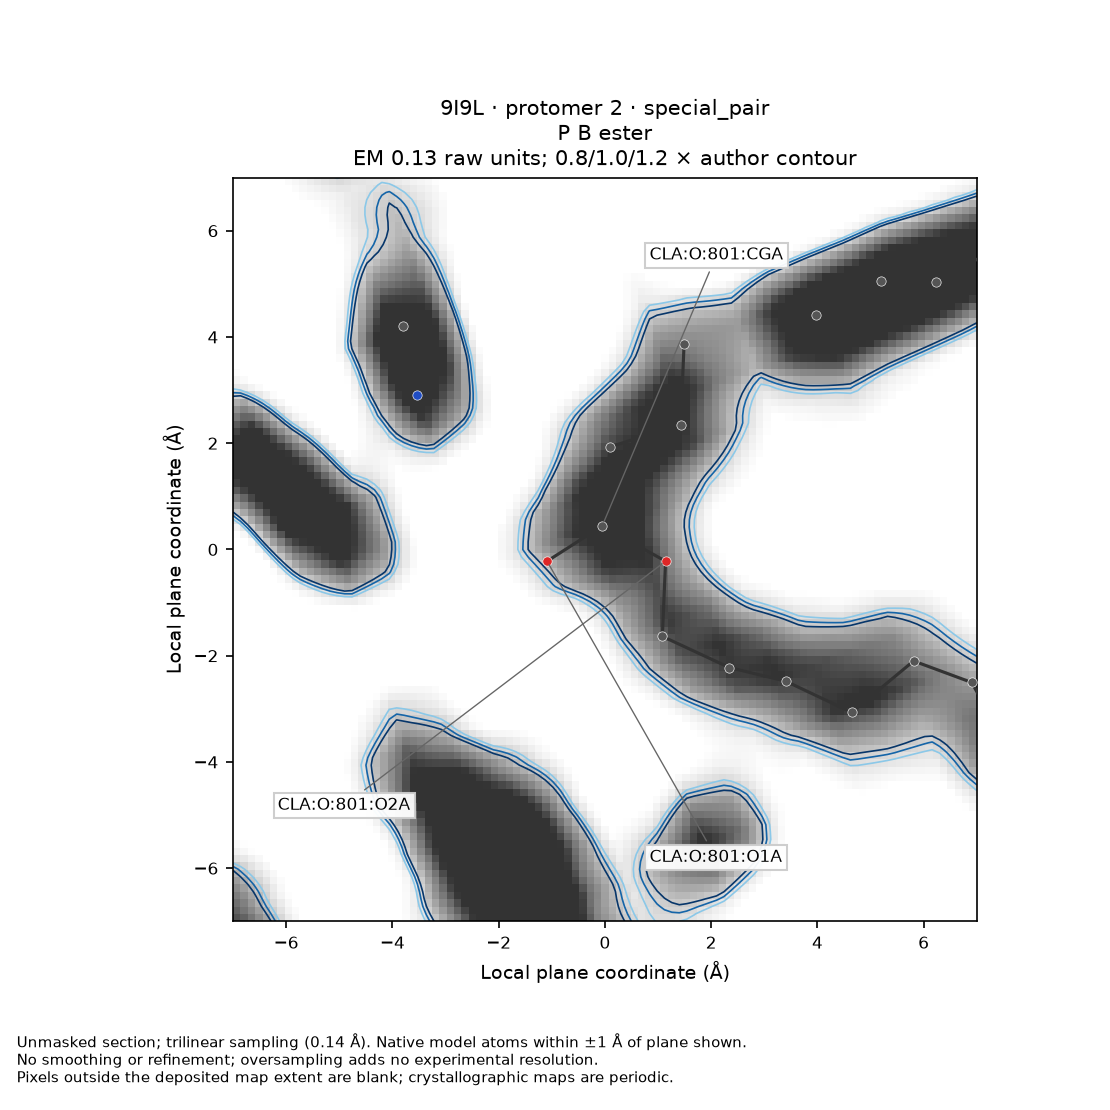 9I9L · protomer 2 · special_pair
P B ester
EM 0.13 raw units; 0.8/1.0/1.2 × author contour
CLA:O:801:CGA
CLA:O:801:O2A
CLA:O:801:O1A
6
4
2
0
−2
−4
−6
Local plane coordinate (Å)
−6 −4 −2 0 2 4 6
Local plane coordinate (Å)
Unmasked section; trilinear sampling (0.14 Å). Native model atoms within ±1 Å of plane shown.
No smoothing or refinement; oversampling adds no experimental resolution.
Pixels outside the deposited map extent are blank; crystallographic maps are periodic.